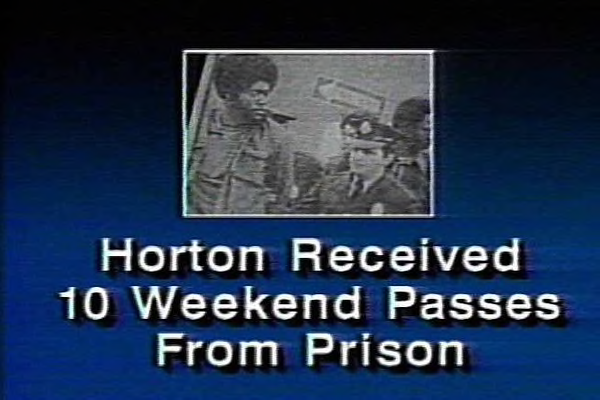 Horton Received
10 Weekend Passes
From Prison